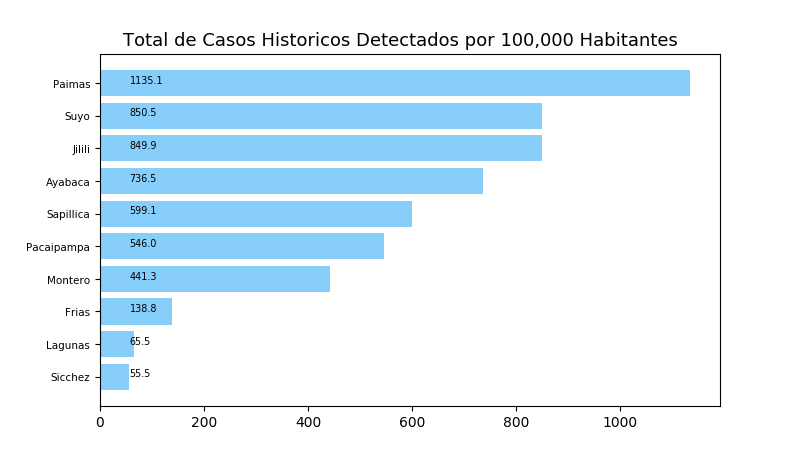 Total de Casos Historicos Detectados por 100,000 Habitantes
Paimas 1135.1
Suyo 850.5
Jilili 849.9
Ayabaca 736.5
Sapillica 599.1
Pacaipampa 546.0
Montero 441.3
Frias 138.8
Lagunas 65.5
Sicchez 55.5
0 200 400 600 800 1000